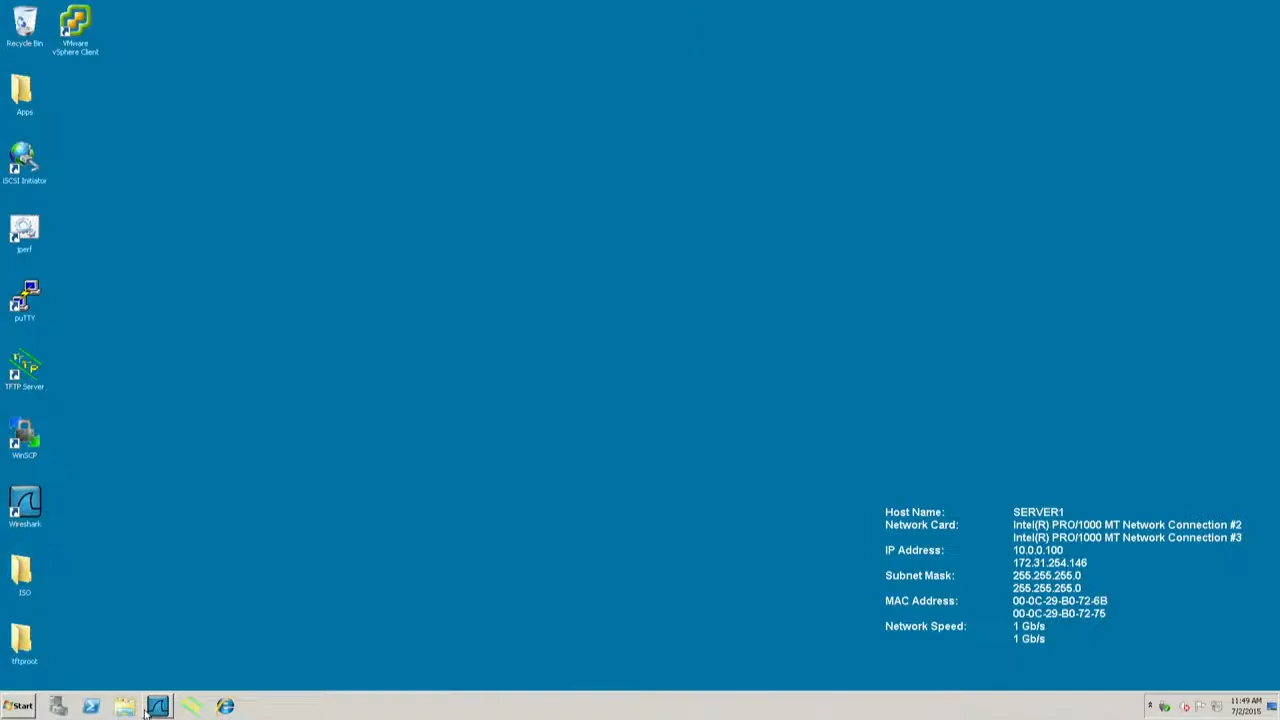 Recycle Bin
VMware
vSphere Client
Apps
iSCSI Initiator
jperf
puTTY
TFTP Server
WinSCP
Wireshark
ISO
tftproot
Host Name: SERVER1
Network Card: Intel(R) PRO/1000 MT Network Connection #2
Intel(R) PRO/1000 MT Network Connection #3
IP Address: 10.0.0.100
172.31.254.146
Subnet Mask: 255.255.255.0
255.255.255.0
MAC Address: 00-0C-29-B0-72-6B
00-0C-29-B0-72-75
Network Speed: 1 Gb/s
1 Gb/s
Start
11:49 AM
7/2/2015